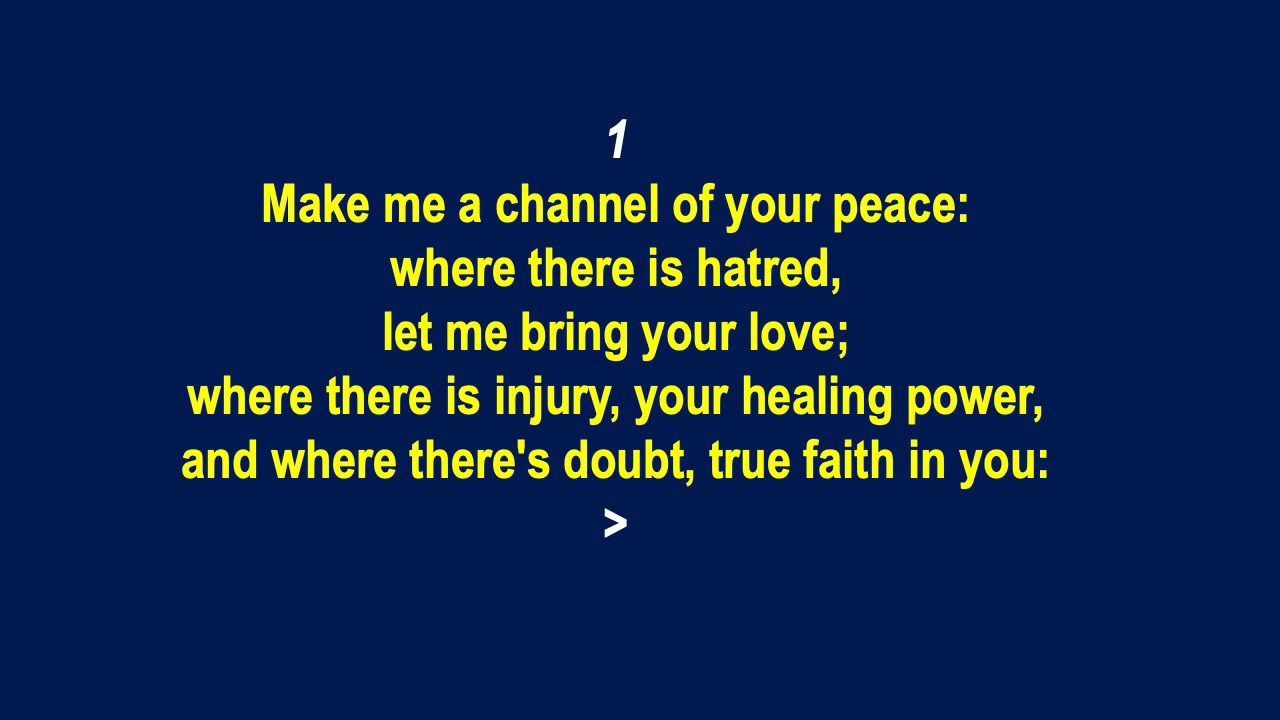 1
Make me a channel of your peace:
where there is hatred,
let me bring your love;
where there is injury, your healing power,
and where there's doubt, true faith in you:
>